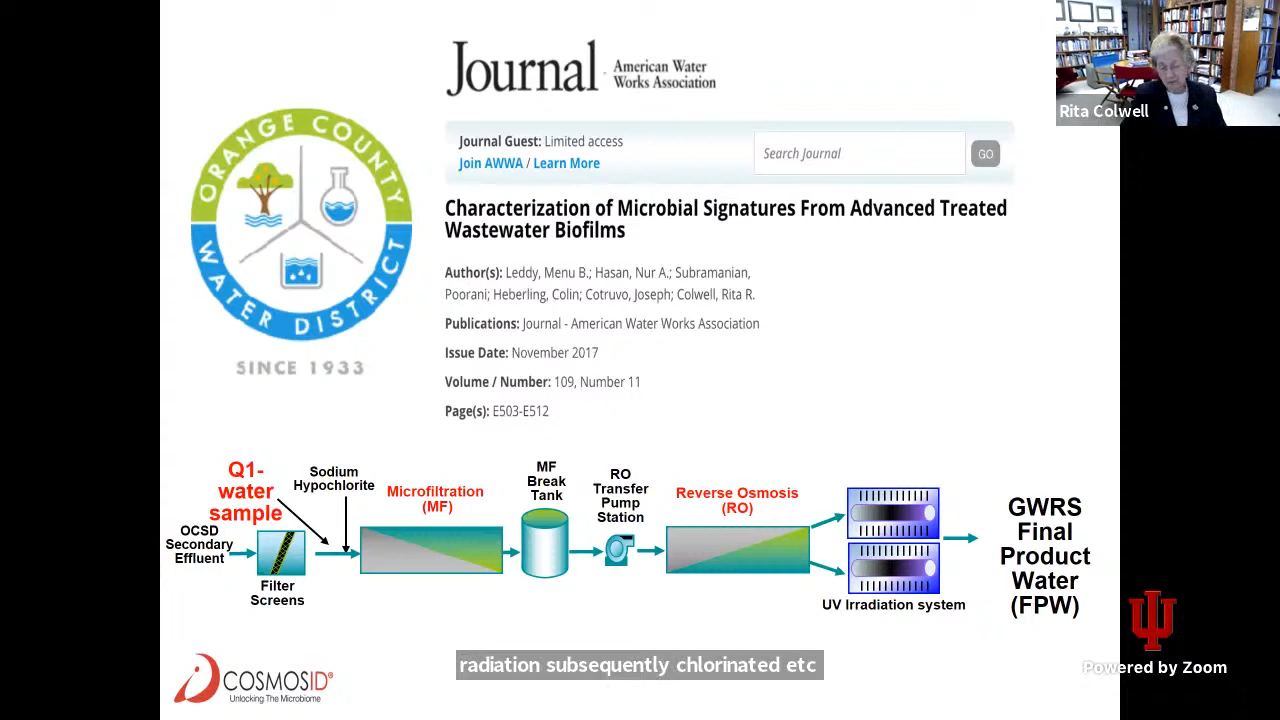 Journal
American Water
Works Association
Rita Colwell
ORANGE COUNTY
WATER DISTRICT
SINCE 1933
Journal Guest: Limited access
Join AWWA / Learn More
Search Journal
GO
Characterization of Microbial Signatures From Advanced Treated
Wastewater Biofilms
Author(s): Leddy, Menu B.; Hasan, Nur A.; Subramanian,
Poorani; Heberling, Colin; Cotruvo, Joseph; Colwell, Rita R.
Publications: Journal - American Water Works Association
Issue Date: November 2017
Volume / Number: 109, Number 11
Page(s): E503-E512
Q1-
water
sample
Sodium
Hypochlorite
OCSD
Secondary
Effluent
Filter
Screens
Microfiltration
(MF)
MF
Break
Tank
RO
Transfer
Pump
Station
Reverse Osmosis
(RO)
UV Irradiation system
GWRS
Final
Product
Water
(FPW)
COSMOSID®
Unlocking The Microbiome
radiation subsequently chlorinated etc
Powered by Zoom